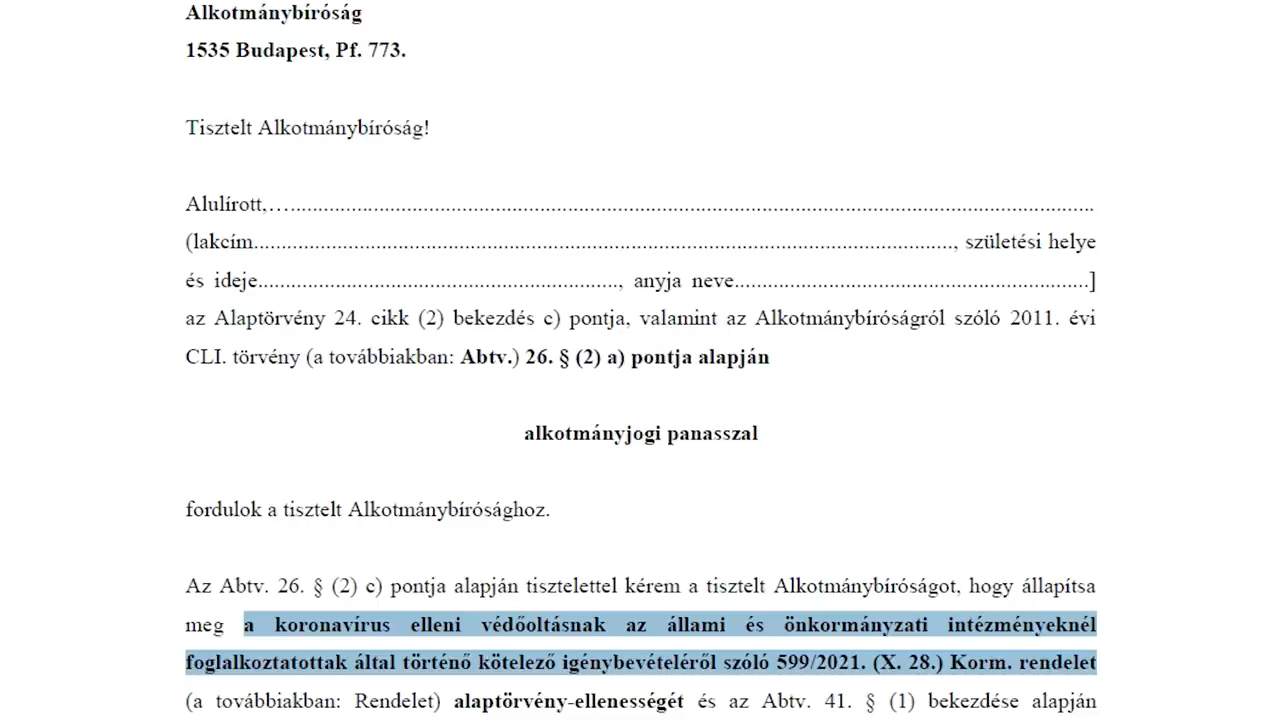 Alkotmánybíróság
1535 Budapest, Pf. 773.
Tisztelt Alkotmánybíróság!
Alulírott,…...................................................................................................................................................
(lakcím................................................................................................................................, születési helye
és ideje.................................................................., anyja neve.................................................................]
az Alaptörvény 24. cikk (2) bekezdés c) pontja, valamint az Alkotmánybíróságról szóló 2011. évi
CLI. törvény (a továbbiakban: Abtv.) 26. § (2) a) pontja alapján
alkotmányjogi panasszal
fordulok a tisztelt Alkotmánybírósághoz.
Az Abtv. 26. § (2) c) pontja alapján tisztelettel kérem a tisztelt Alkotmánybíróságot, hogy állapítsa
meg a koronavírus elleni védőoltásnak az állami és önkormányzati intézményeknél
foglalkoztatottak által történő kötelező igénybevételéről szóló 599/2021. (X. 28.) Korm. rendelet
(a továbbiakban: Rendelet) alaptörvény-ellenességét és az Abtv. 41. § (1) bekezdése alapján